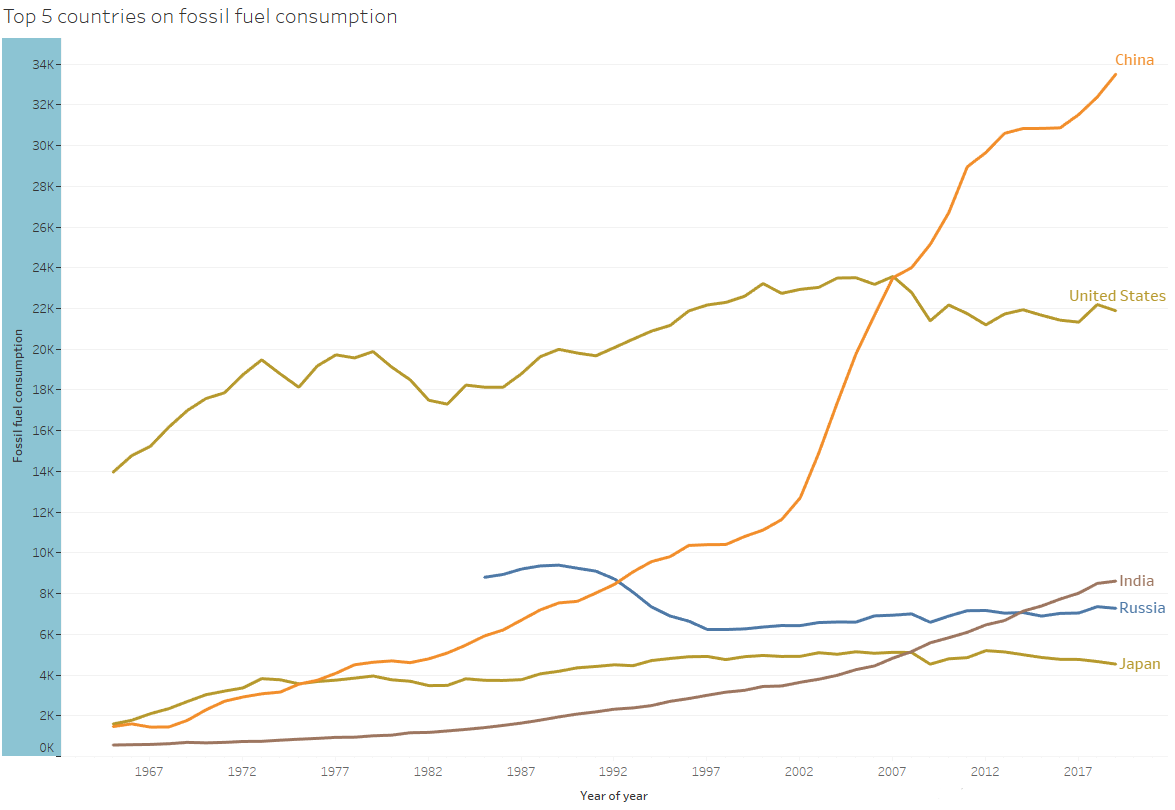 Top 5 countries on fossil fuel consumption
China
34K
32K
30K
28K
26K
24K
United States
22K
20K
18K
16K
14K
12K
10K
8K
6K
4K
2K
0K
Fossil fuel consumption
India
Russia
Japan
1967 1972 1977 1982 1987 1992 1997 2002 2007 2012 2017
Year of year